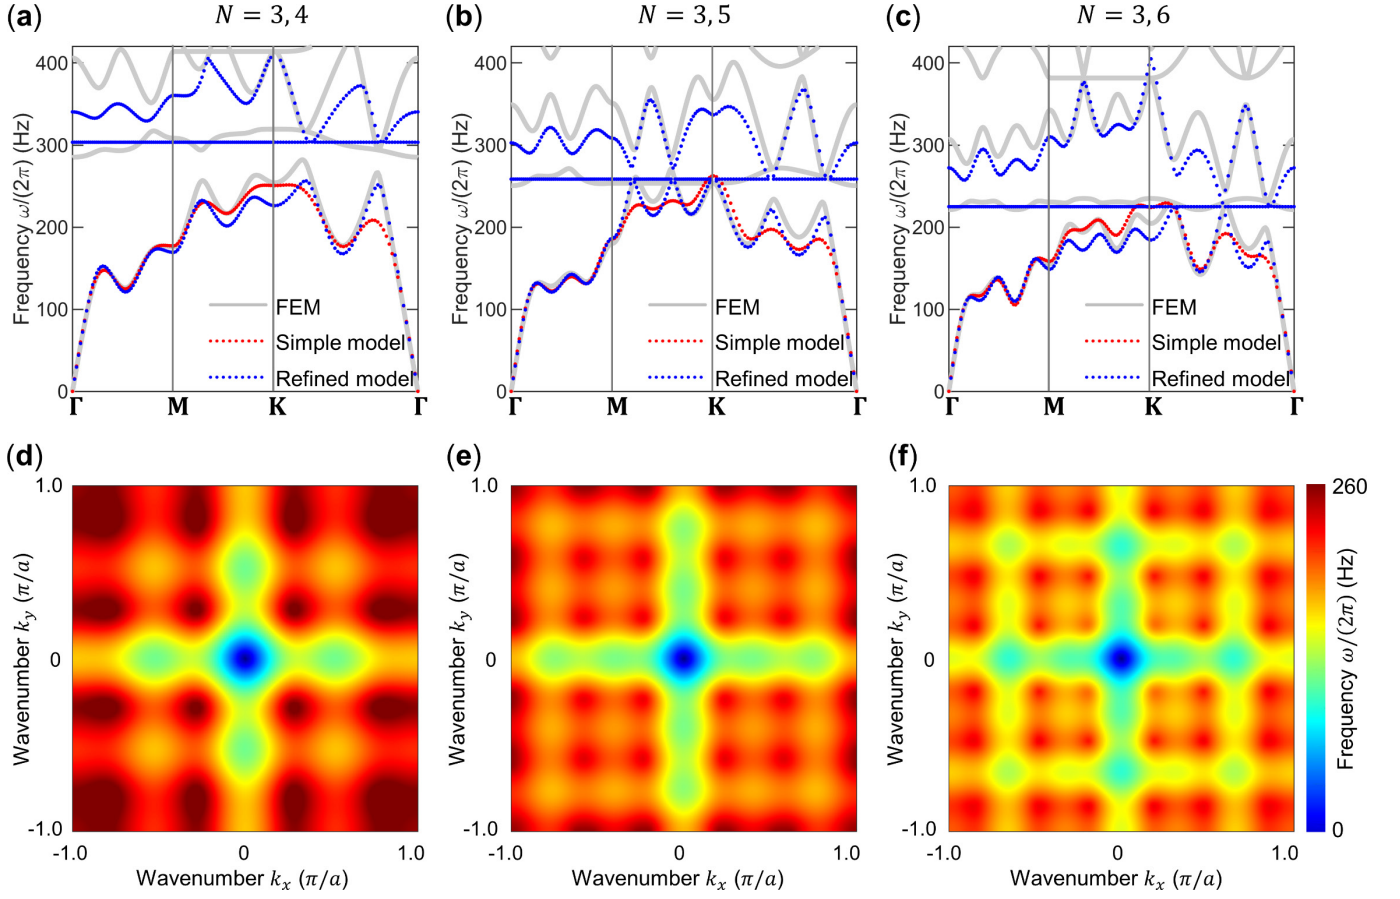 (a) N = 3, 4
(b) N = 3, 5
(c) N = 3, 6
Frequency ω/(2π) (Hz)
400
300
200
100
0
FEM
Simple model
Refined model
Γ M K Γ
Frequency ω/(2π) (Hz)
400
300
200
100
0
FEM
Simple model
Refined model
Γ M K Γ
Frequency ω/(2π) (Hz)
400
300
200
100
0
FEM
Simple model
Refined model
Γ M K Γ
(d)
Wavenumber k_y (π/a)
1.0
0
-1.0
-1.0 0 1.0
Wavenumber k_x (π/a)
(e)
Wavenumber k_y (π/a)
1.0
0
-1.0
-1.0 0 1.0
Wavenumber k_x (π/a)
(f)
Wavenumber k_y (π/a)
1.0
0
-1.0
-1.0 0 1.0
Wavenumber k_x (π/a)
260
0
Frequency ω/(2π) (Hz)